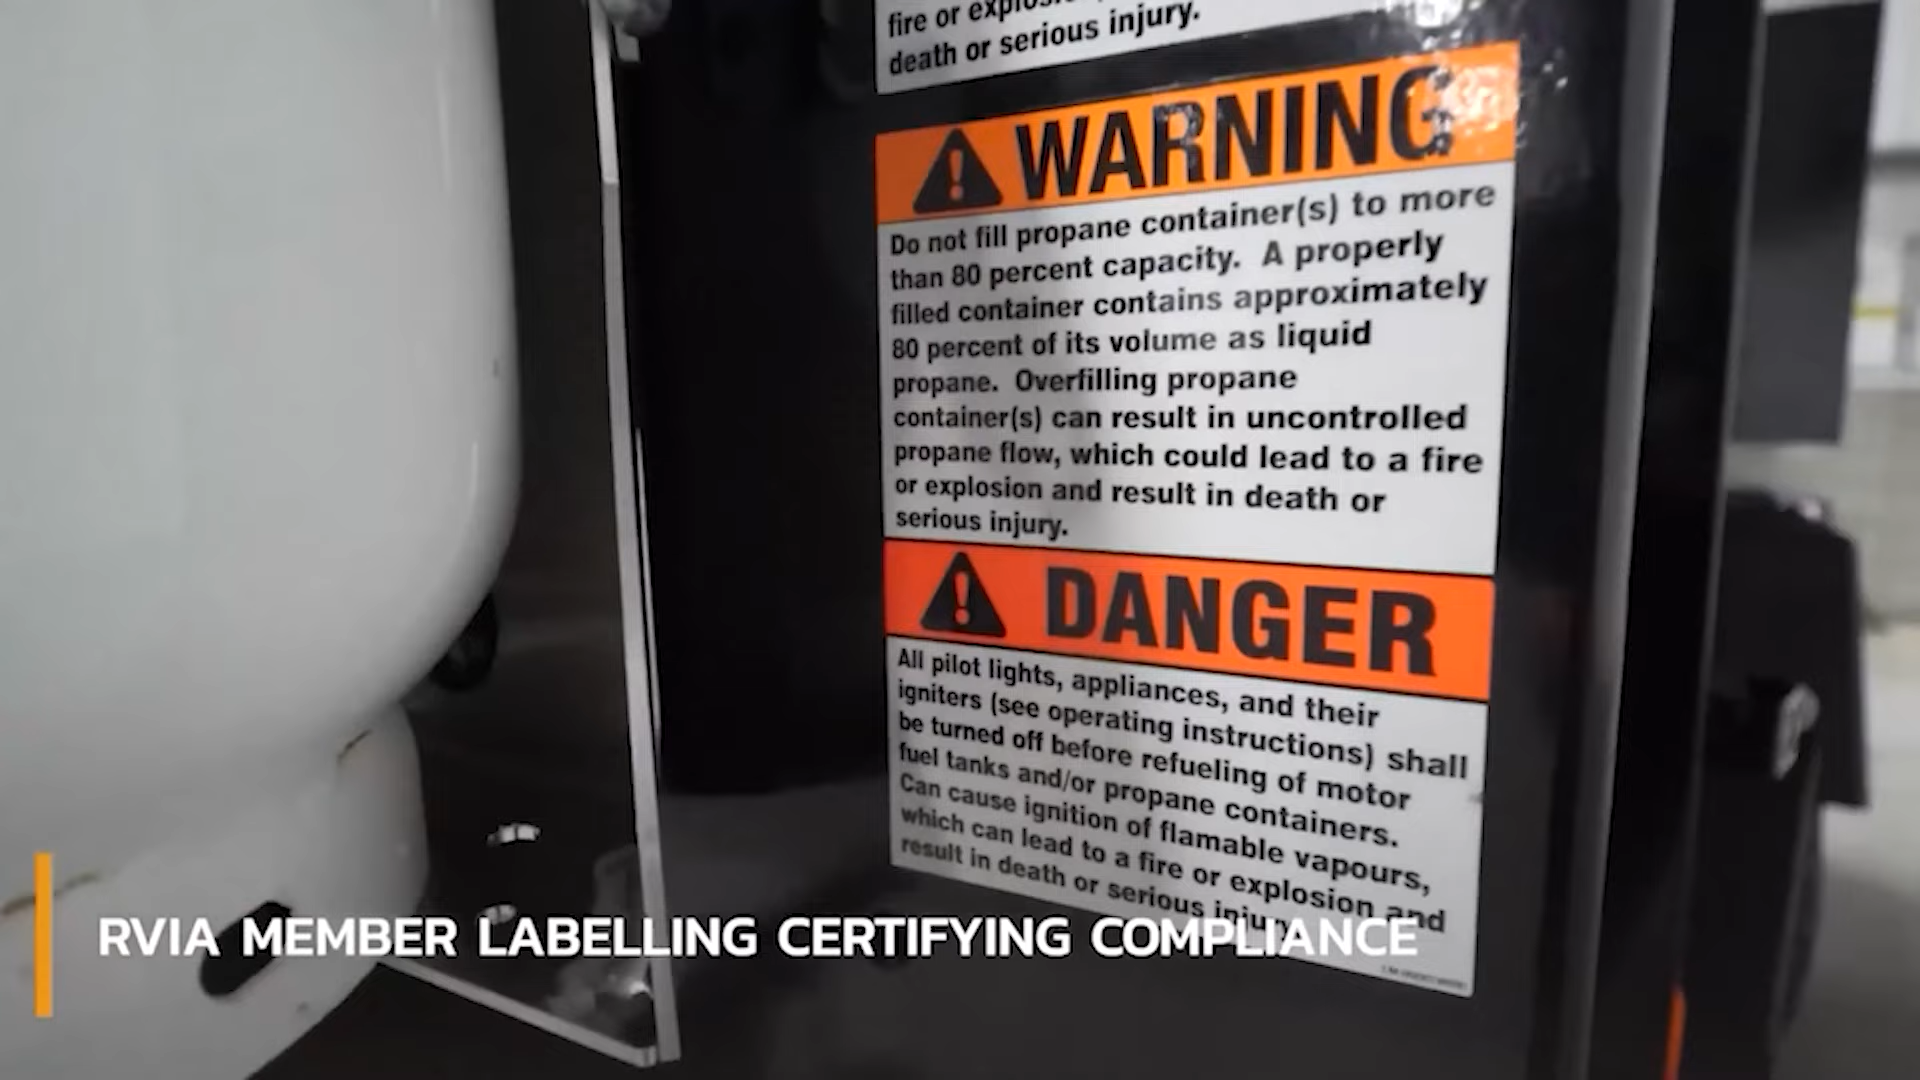 fire or explosi
death or serious injury.
WARNING
Do not fill propane container(s) to more
than 80 percent capacity. A properly
filled container contains approximately
80 percent of its volume as liquid
propane. Overfilling propane
container(s) can result in uncontrolled
propane flow, which could lead to a fire
or explosion and result in death or
serious injury.
DANGER
All pilot lights, appliances, and their
igniters (see operating instructions) shall
be turned off before refueling of motor
fuel tanks and/or propane containers.
Can cause ignition of flamable vapours,
which can lead to a fire or explosion and
result in death or serious injury
RVIA MEMBER LABELLING CERTIFYING COMPLIANCE